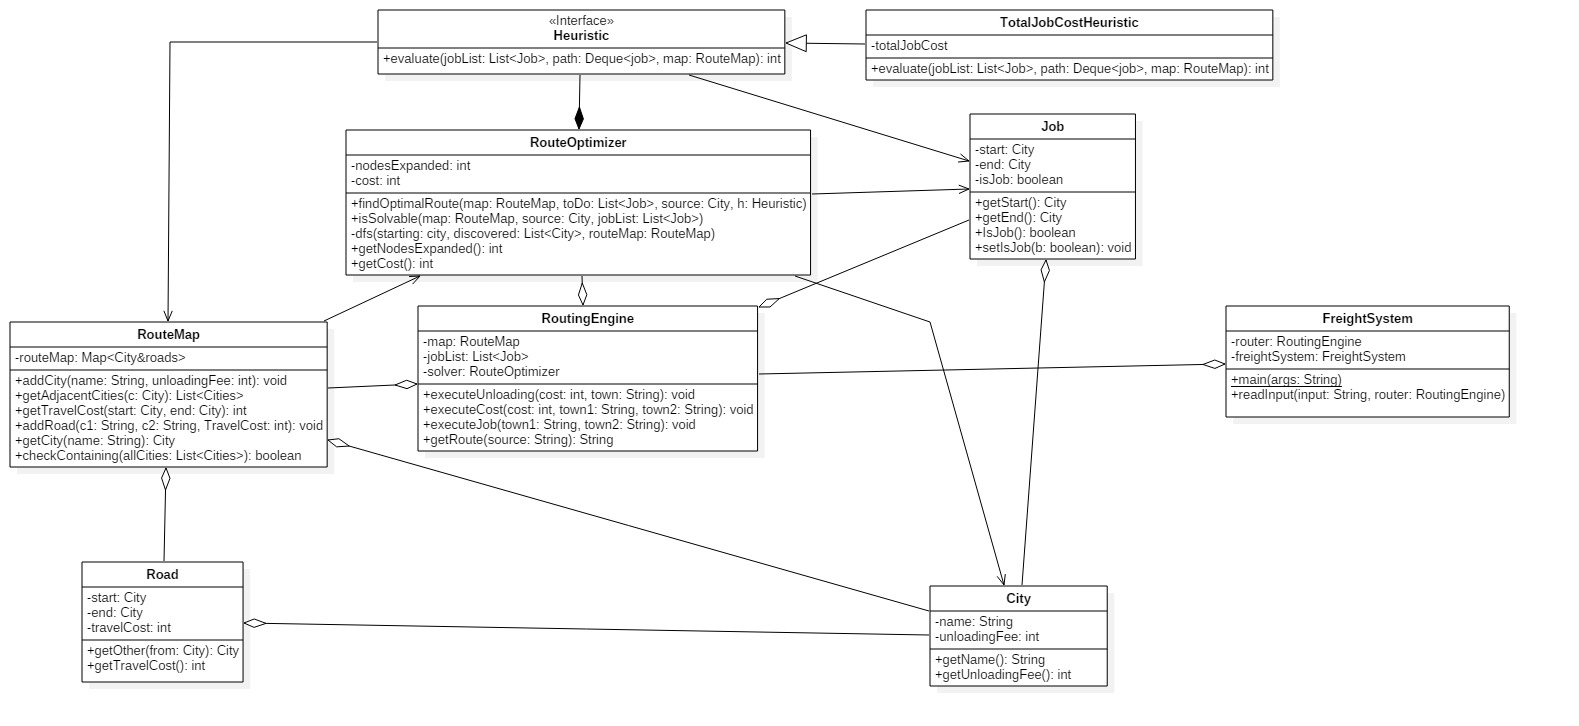 «Interface»
Heuristic
+evaluate(jobList: List<Job>, path: Deque<job>, map: RouteMap): int
TotalJobCostHeuristic
-totalJobCost
+evaluate(jobList: List<Job>, path: Deque<job>, map: RouteMap): int
Job
-start: City
-end: City
-isJob: boolean
+getStart(): City
+getEnd(): City
+IsJob(): boolean
+setIsJob(b: boolean): void
RouteOptimizer
-nodesExpanded: int
-cost: int
+findOptimalRoute(map: RouteMap, toDo: List<Job>, source: City, h: Heuristic)
+isSolvable(map: RouteMap, source: City, jobList: List<Job>)
-dfs(starting: city, discovered: List<City>, routeMap: RouteMap)
+getNodesExpanded(): int
+getCost(): int
RouteMap
-routeMap: Map<City&roads>
+addCity(name: String, unloadingFee: int): void
+getAdjacentCities(c: City): List<Cities>
+getTravelCost(start: City, end: City): int
+addRoad(c1: String, c2: String, TravelCost: int): void
+getCity(name: String): City
+checkContaining(allCities: List<Cities>): boolean
RoutingEngine
-map: RouteMap
-jobList: List<Job>
-solver: RouteOptimizer
+executeUnloading(cost: int, town: String): void
+executeCost(cost: int, town1: String, town2: String): void
+executeJob(town1: String, town2: String): void
+getRoute(source: String): String
FreightSystem
-router: RoutingEngine
-freightSystem: FreightSystem
+main(args: String)
+readInput(input: String, router: RoutingEngine)
Road
-start: City
-end: City
-travelCost: int
+getOther(from: City): City
+getTravelCost(): int
City
-name: String
-unloadingFee: int
+getName(): String
+getUnloadingFee(): int